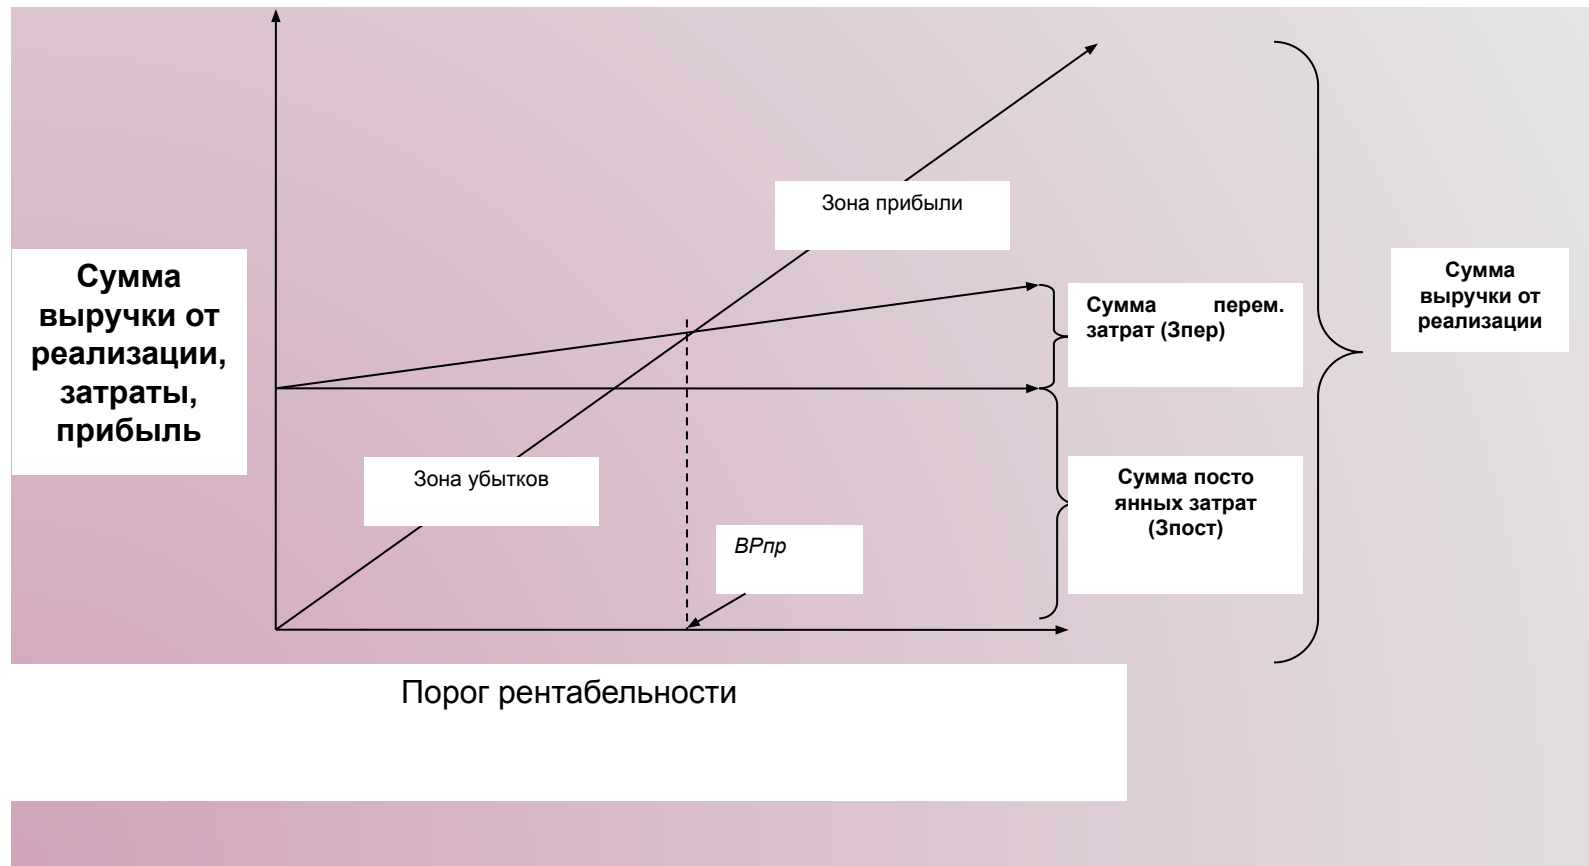 Зона прибыли
Сумма
выручки от
реализации,
затраты,
прибыль
Сумма перем.
затрат (Зпер)
Сумма
выручки от
реализации
Зона убытков
Сумма посто
янных затрат
(Зпост)
ВРпр
Порог рентабельности